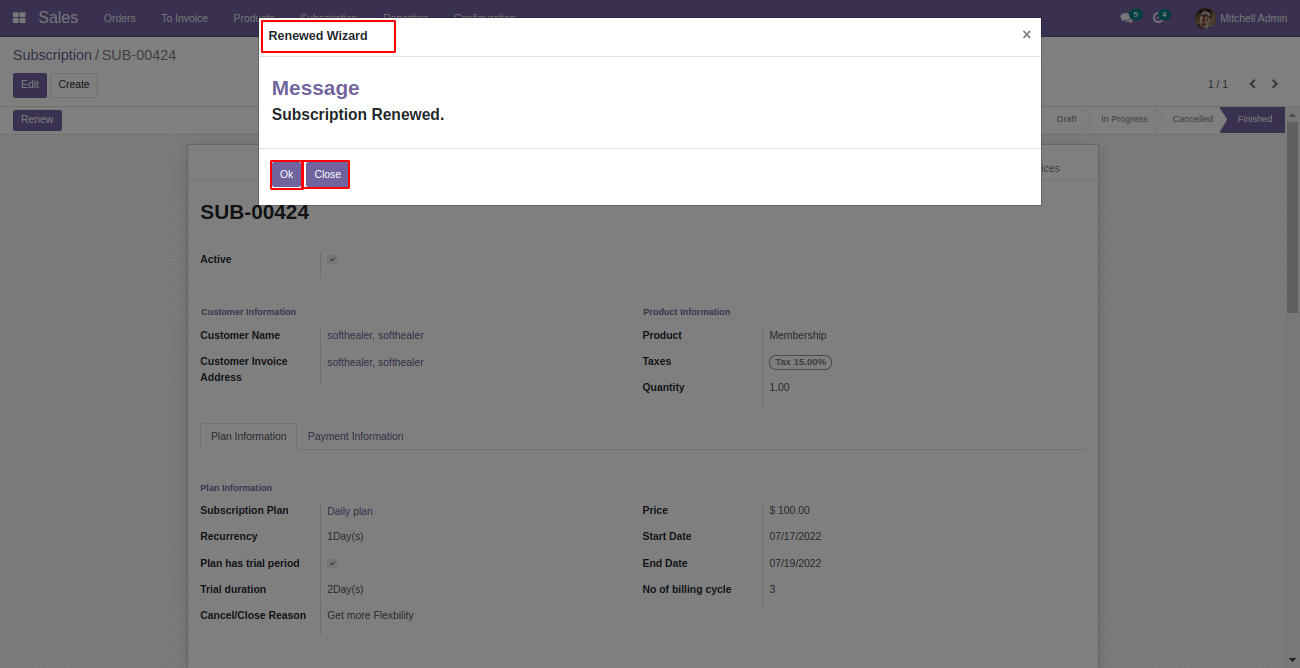 Sales Orders To Invoice Products Subscription Reporting Configuration 5 4 Mitchell Admin
Renewed Wizard ×
Subscription / SUB-00424
Edit Create 1 / 1
Message
Subscription Renewed.
Renew Draft In Progress Cancelled Finished
Ok Close
SUB-00424
Active
Customer Information Product Information
Customer Name softhealer, softhealer Product Membership
Customer Invoice Address softhealer, softhealer Taxes Tax 15.00%
Quantity 1.00
Plan Information Payment Information
Plan Information
Subscription Plan Daily plan Price $ 100.00
Recurrency 1Day(s) Start Date 07/17/2022
Plan has trial period End Date 07/19/2022
Trial duration 2Day(s) No of billing cycle 3
Cancel/Close Reason Get more Flexbility